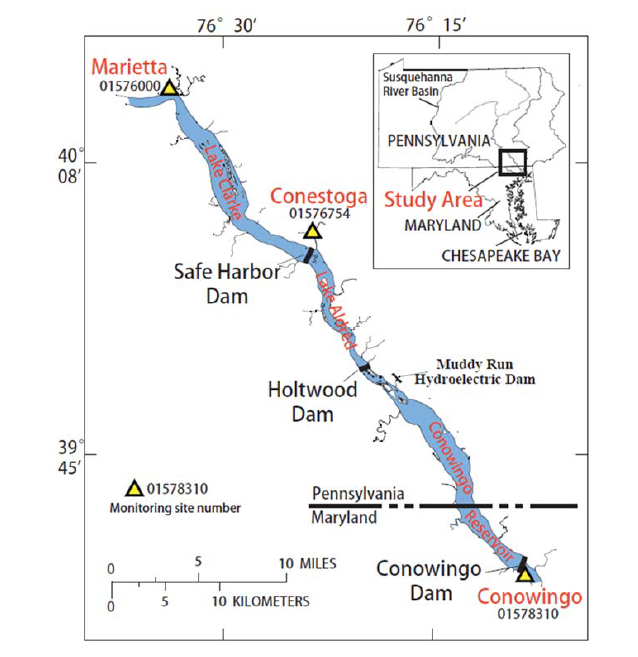 76° 30′
76° 15′
Marietta
01576000
40°
08′
Lake Clarke
Conestoga
01576754
Safe Harbor
Dam
Lake Aldred
Susquehanna
River Basin
PENNSYLVANIA
Study Area
MARYLAND
CHESAPEAKE BAY
Holtwood
Dam
Muddy Run
Hydroelectric Dam
39°
45′
Conowingo
Reservoir
01578310
Monitoring site number
Pennsylvania
Maryland
0 5 10 MILES
0 5 10 KILOMETERS
Conowingo
Dam
Conowingo
01578310